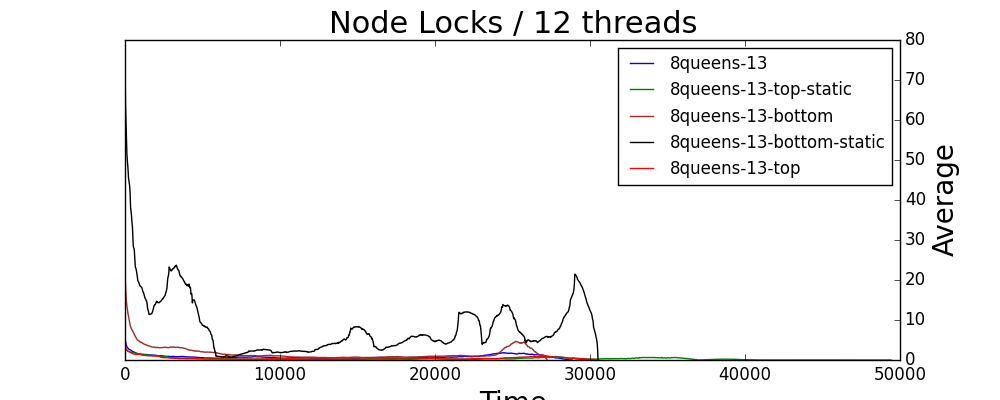 Node Locks / 12 threads
80
70
60
50
40
30
20
10
0
Average
8queens-13
8queens-13-top-static
8queens-13-bottom
8queens-13-bottom-static
8queens-13-top
0 10000 20000 30000 40000 50000
Time